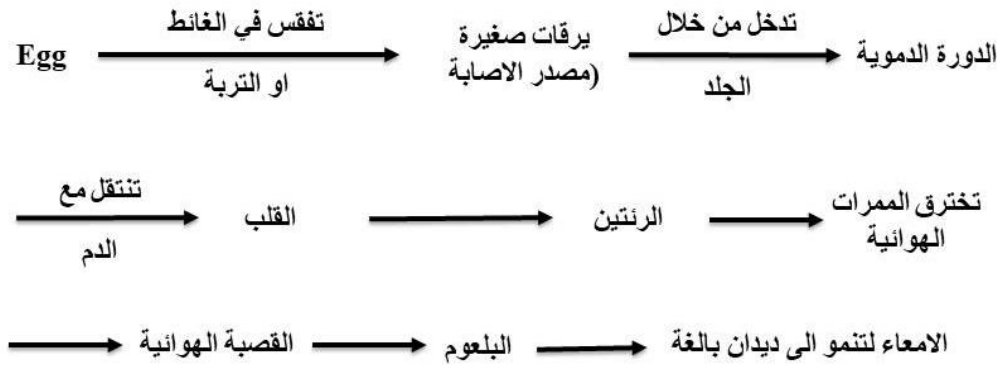 Egg
تفقس في الغائط
او التربة
يرقات صغيرة
(مصدر الاصابة
تدخل من خلال
الجلد
الدورة الدموية
تنتقل مع
الدم
القلب
الرئتين
تخترق الممرات
الهوائية
القصبة الهوائية
البلعوم
الامعاء لتنمو الى ديدان بالغة